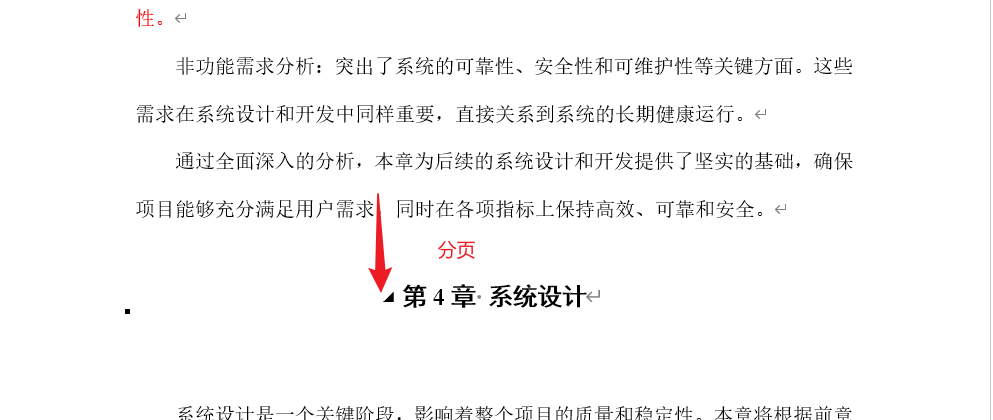 性。
非功能需求分析：突出了系统的可靠性、安全性和可维护性等关键方面。这些
需求在系统设计和开发中同样重要，直接关系到系统的长期健康运行。
通过全面深入的分析，本章为后续的系统设计和开发提供了坚实的基础，确保
项目能够充分满足用户需求，同时在各项指标上保持高效、可靠和安全。
分页
第 4 章 系统设计
系统设计是一个关键阶段，影响着整个项目的质量和稳定性。本章将根据前章